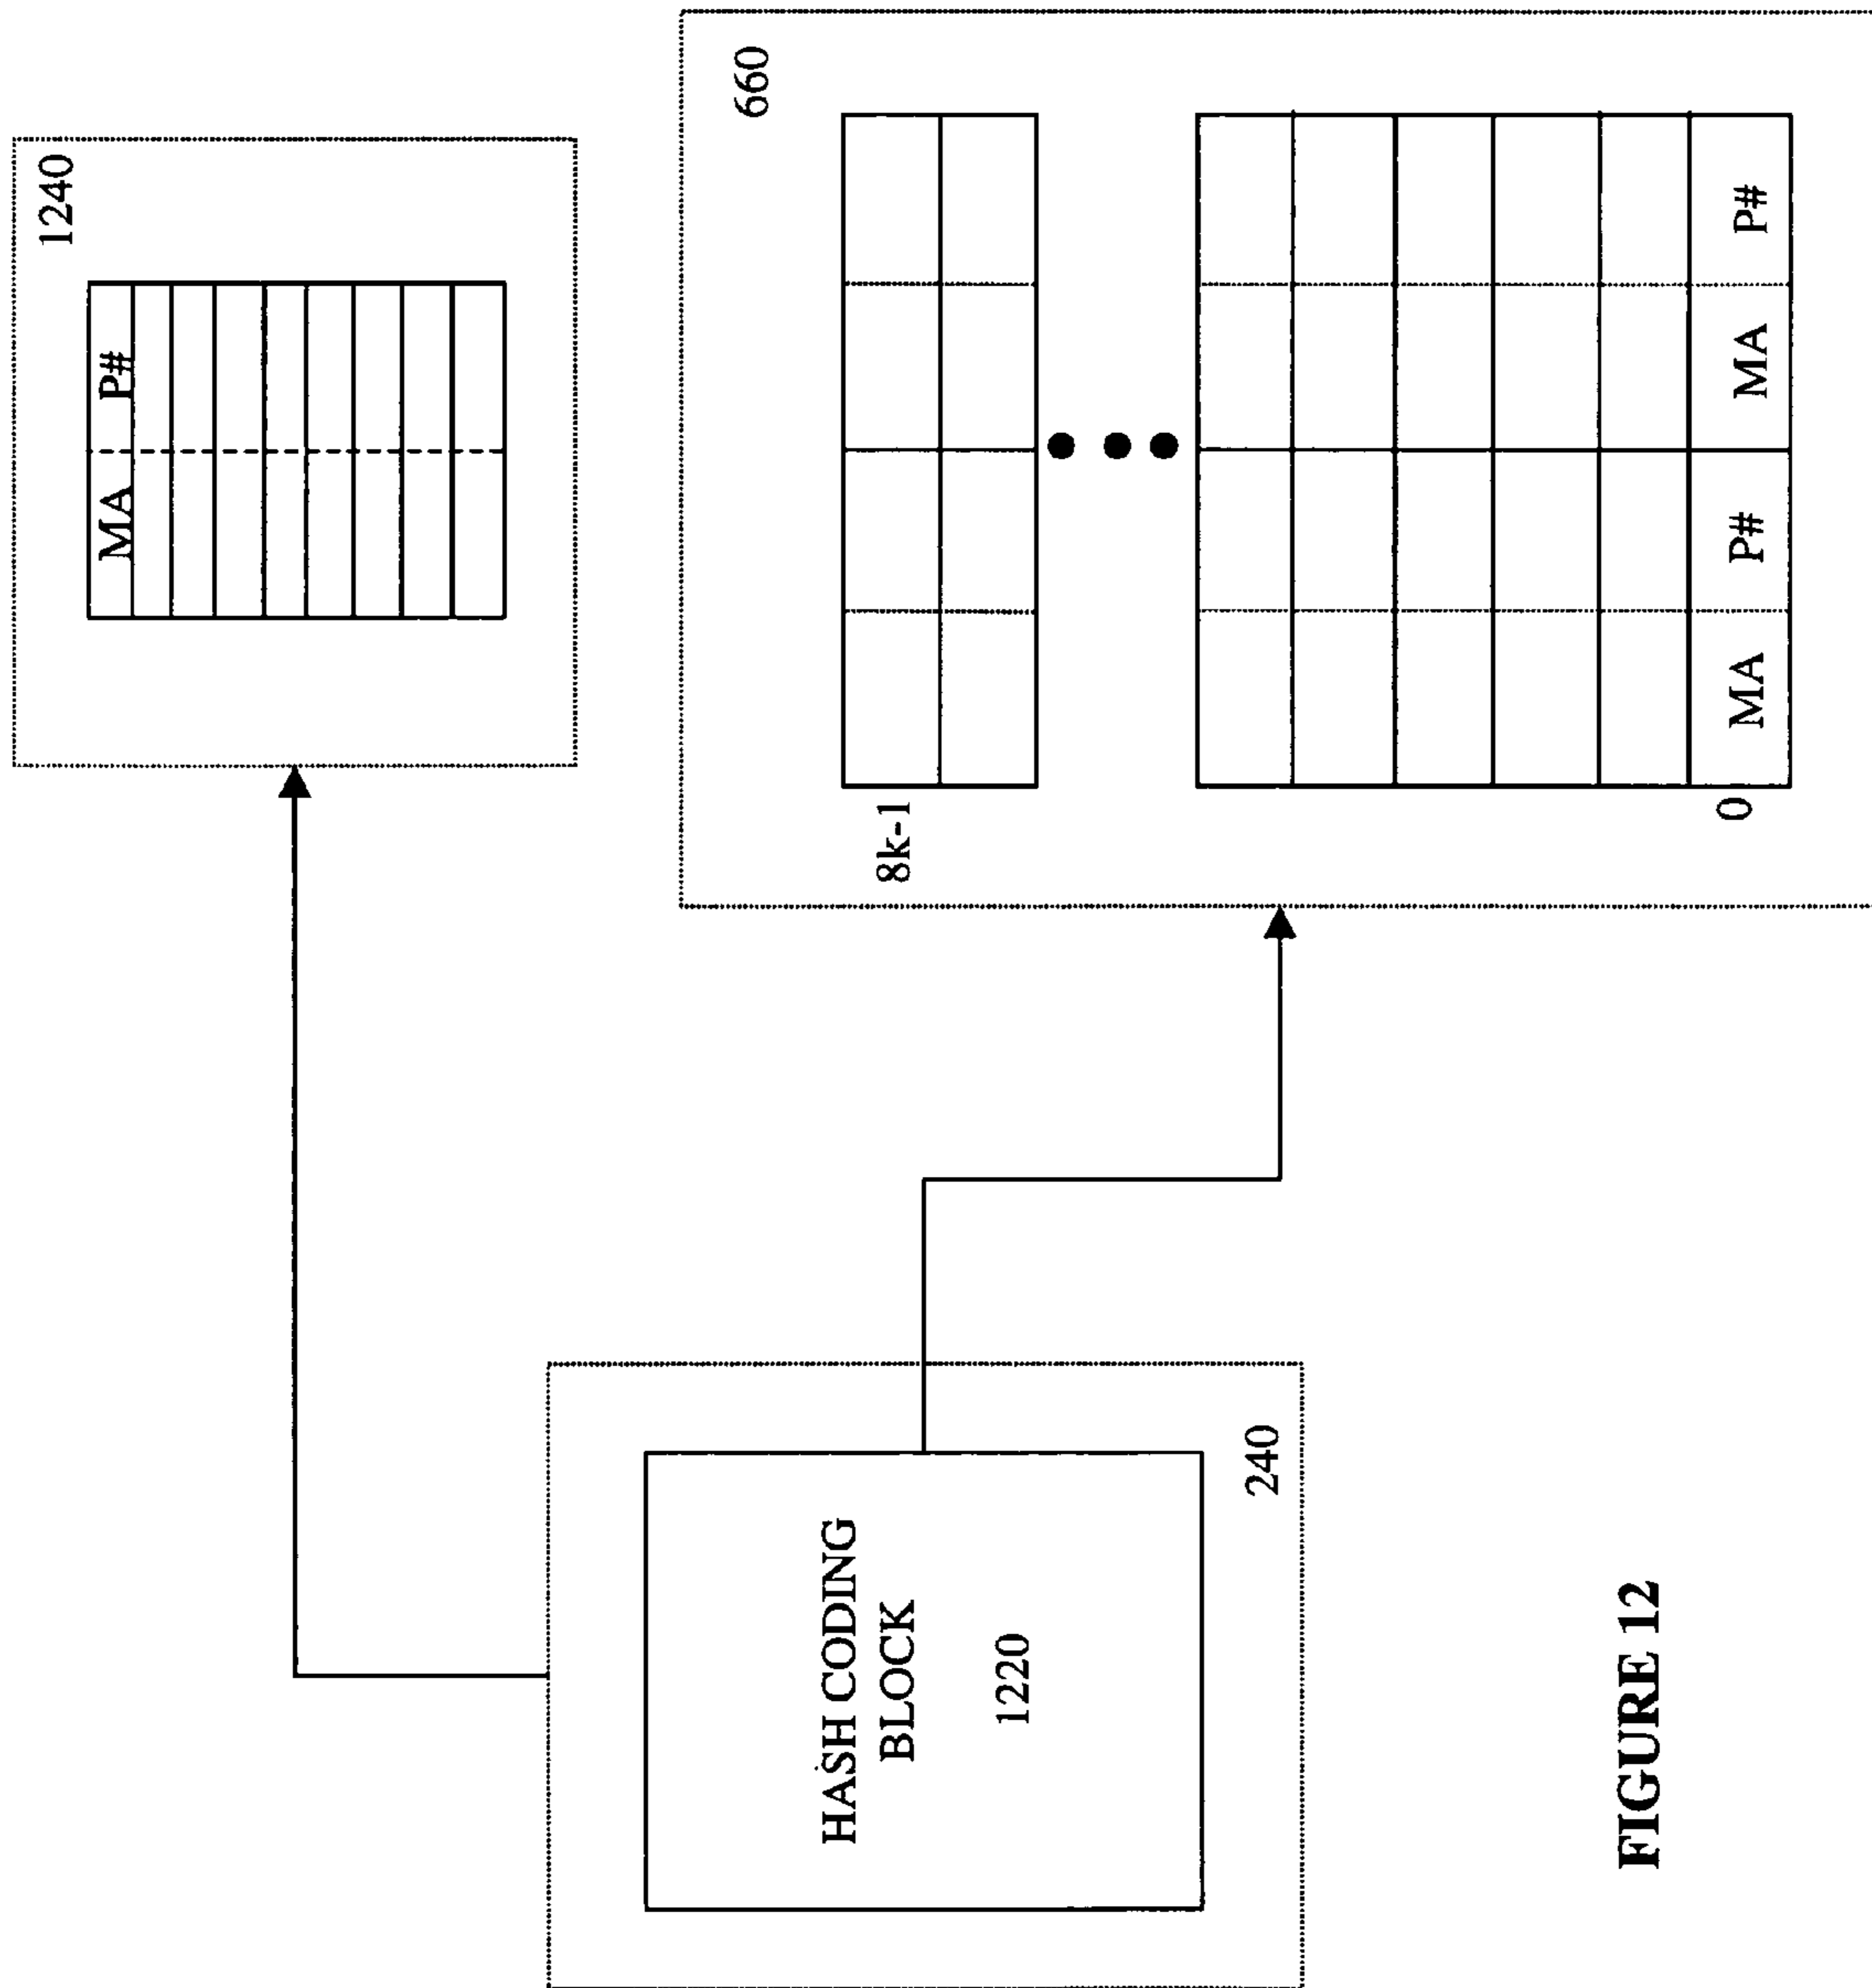 1240
MA P#
660
8k-1
0
MA P# MA P#
HASH CODING
BLOCK
1220
240
FIGURE 12